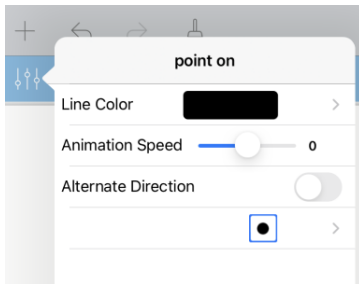 point on
Line Color
Animation Speed 0
Alternate Direction